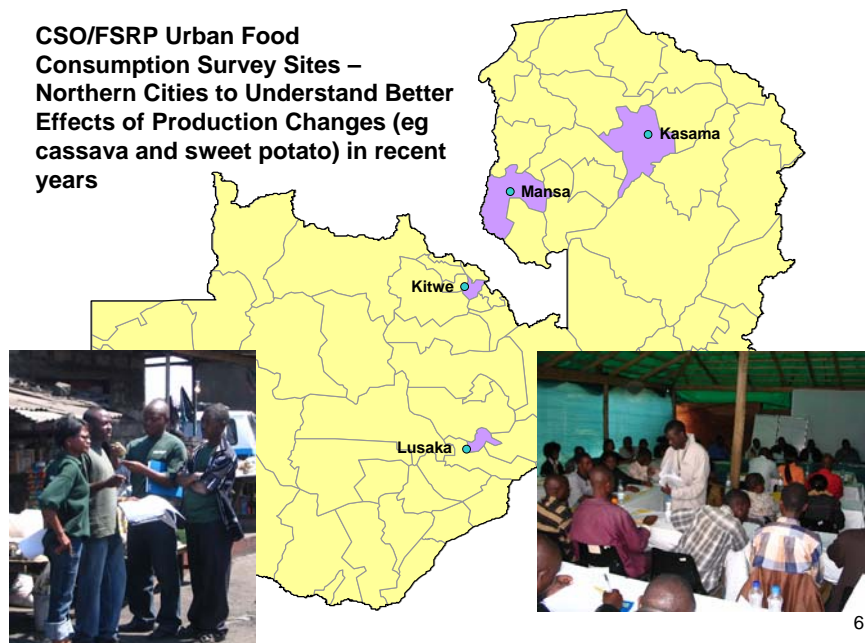 CSO/FSRP Urban Food
Consumption Survey Sites –
Northern Cities to Understand Better
Effects of Production Changes (eg
cassava and sweet potato) in recent
years
Kasama
Mansa
Kitwe
Lusaka
6